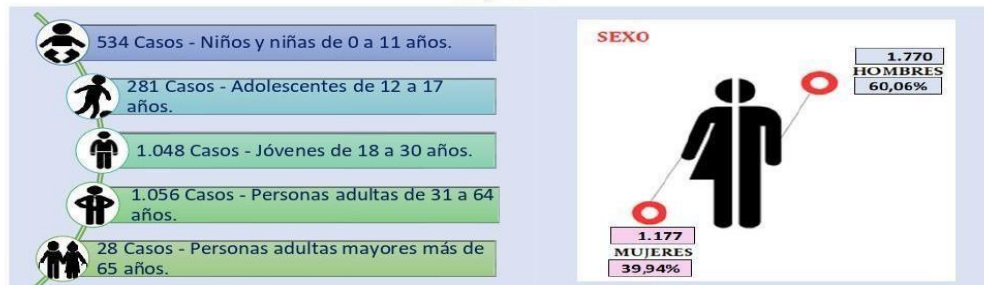 534 Casos - Niños y niñas de 0 a 11 años.
281 Casos - Adolescentes de 12 a 17
años.
1.048 Casos - Jóvenes de 18 a 30 años.
1.056 Casos - Personas adultas de 31 a 64
años.
28 Casos - Personas adultas mayores más de
65 años.
SEXO
1.770
HOMBRES
60,06%
1.177
MUJERES
39,94%